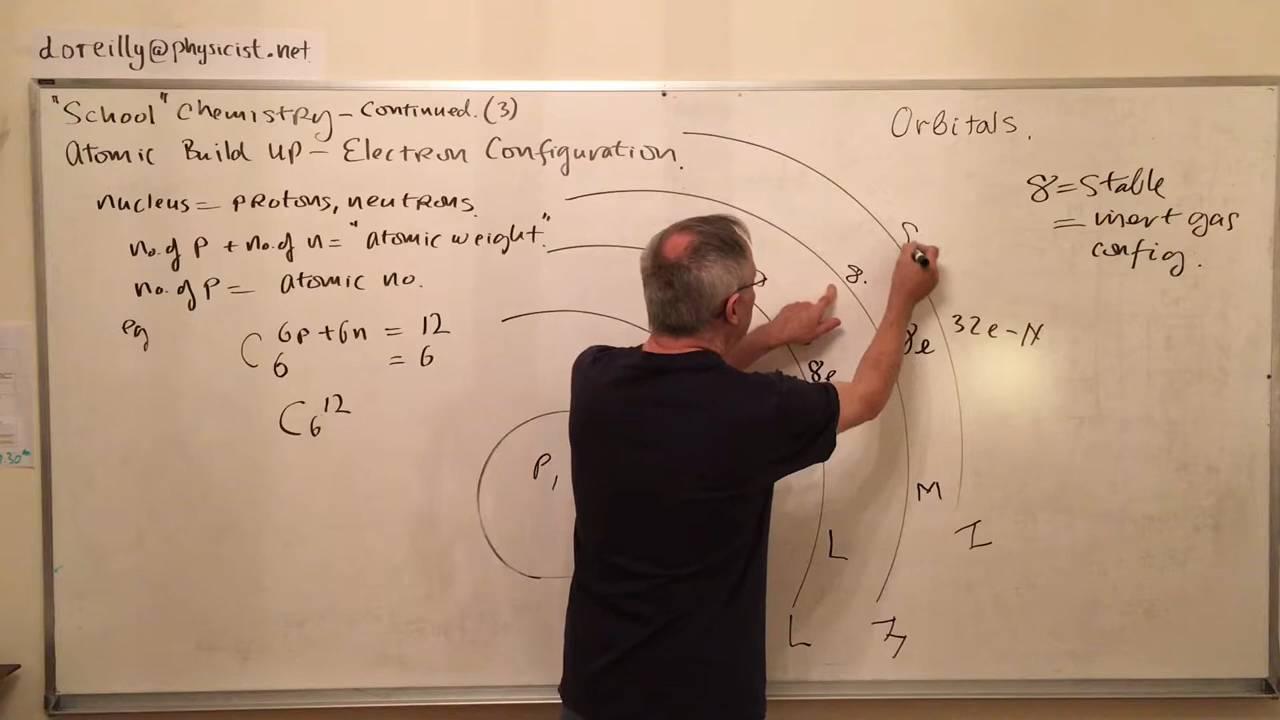 doreilly@physicist.net
"School" Chemistry - Continued. (3)
Atomic Build Up - Electron Configuration.
nucleus = protons, neutrons.
no. of p + no. of n = "atomic weight".
no. of p = atomic no.
eg
C 6p + 6n = 12
6 = 6
C 6 12
P,
Orbitals.
8 = Stable
= inert gas
config.
8.
8e
8e
32e - N
M
L
L